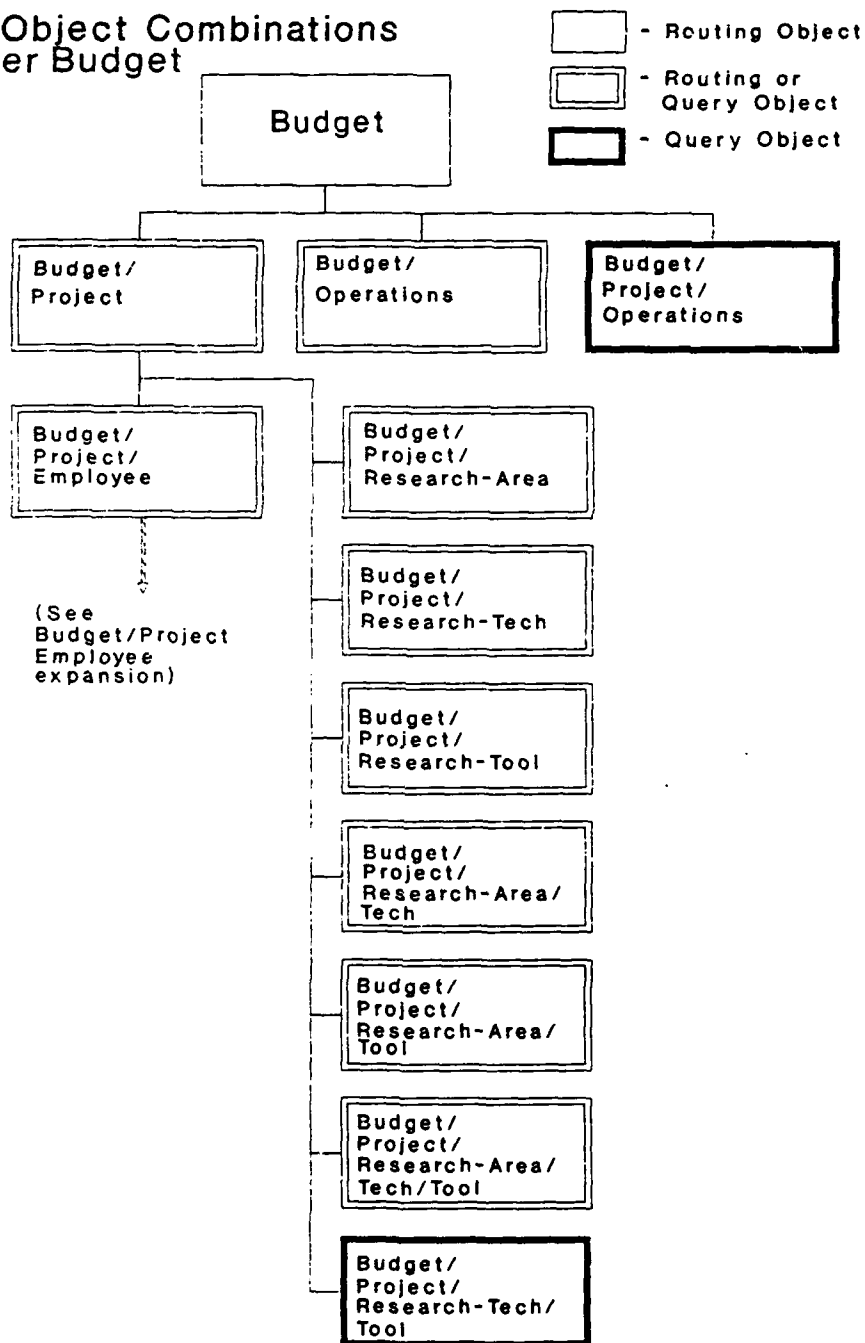 Object Combinations
er Budget
- Routing Object
- Routing or
Query Object
- Query Object
Budget
Budget/
Project
Budget/
Operations
Budget/
Project/
Operations
Budget/
Project/
Employee
(See
Budget/Project
Employee
expansion)
Budget/
Project/
Research-Area
Budget/
Project/
Research-Tech
Budget/
Project/
Research-Tool
Budget/
Project/
Research-Area/
Tech
Budget/
Project/
Research-Area/
Tool
Budget/
Project/
Research-Area/
Tech/Tool
Budget/
Project/
Research-Tech/
Tool